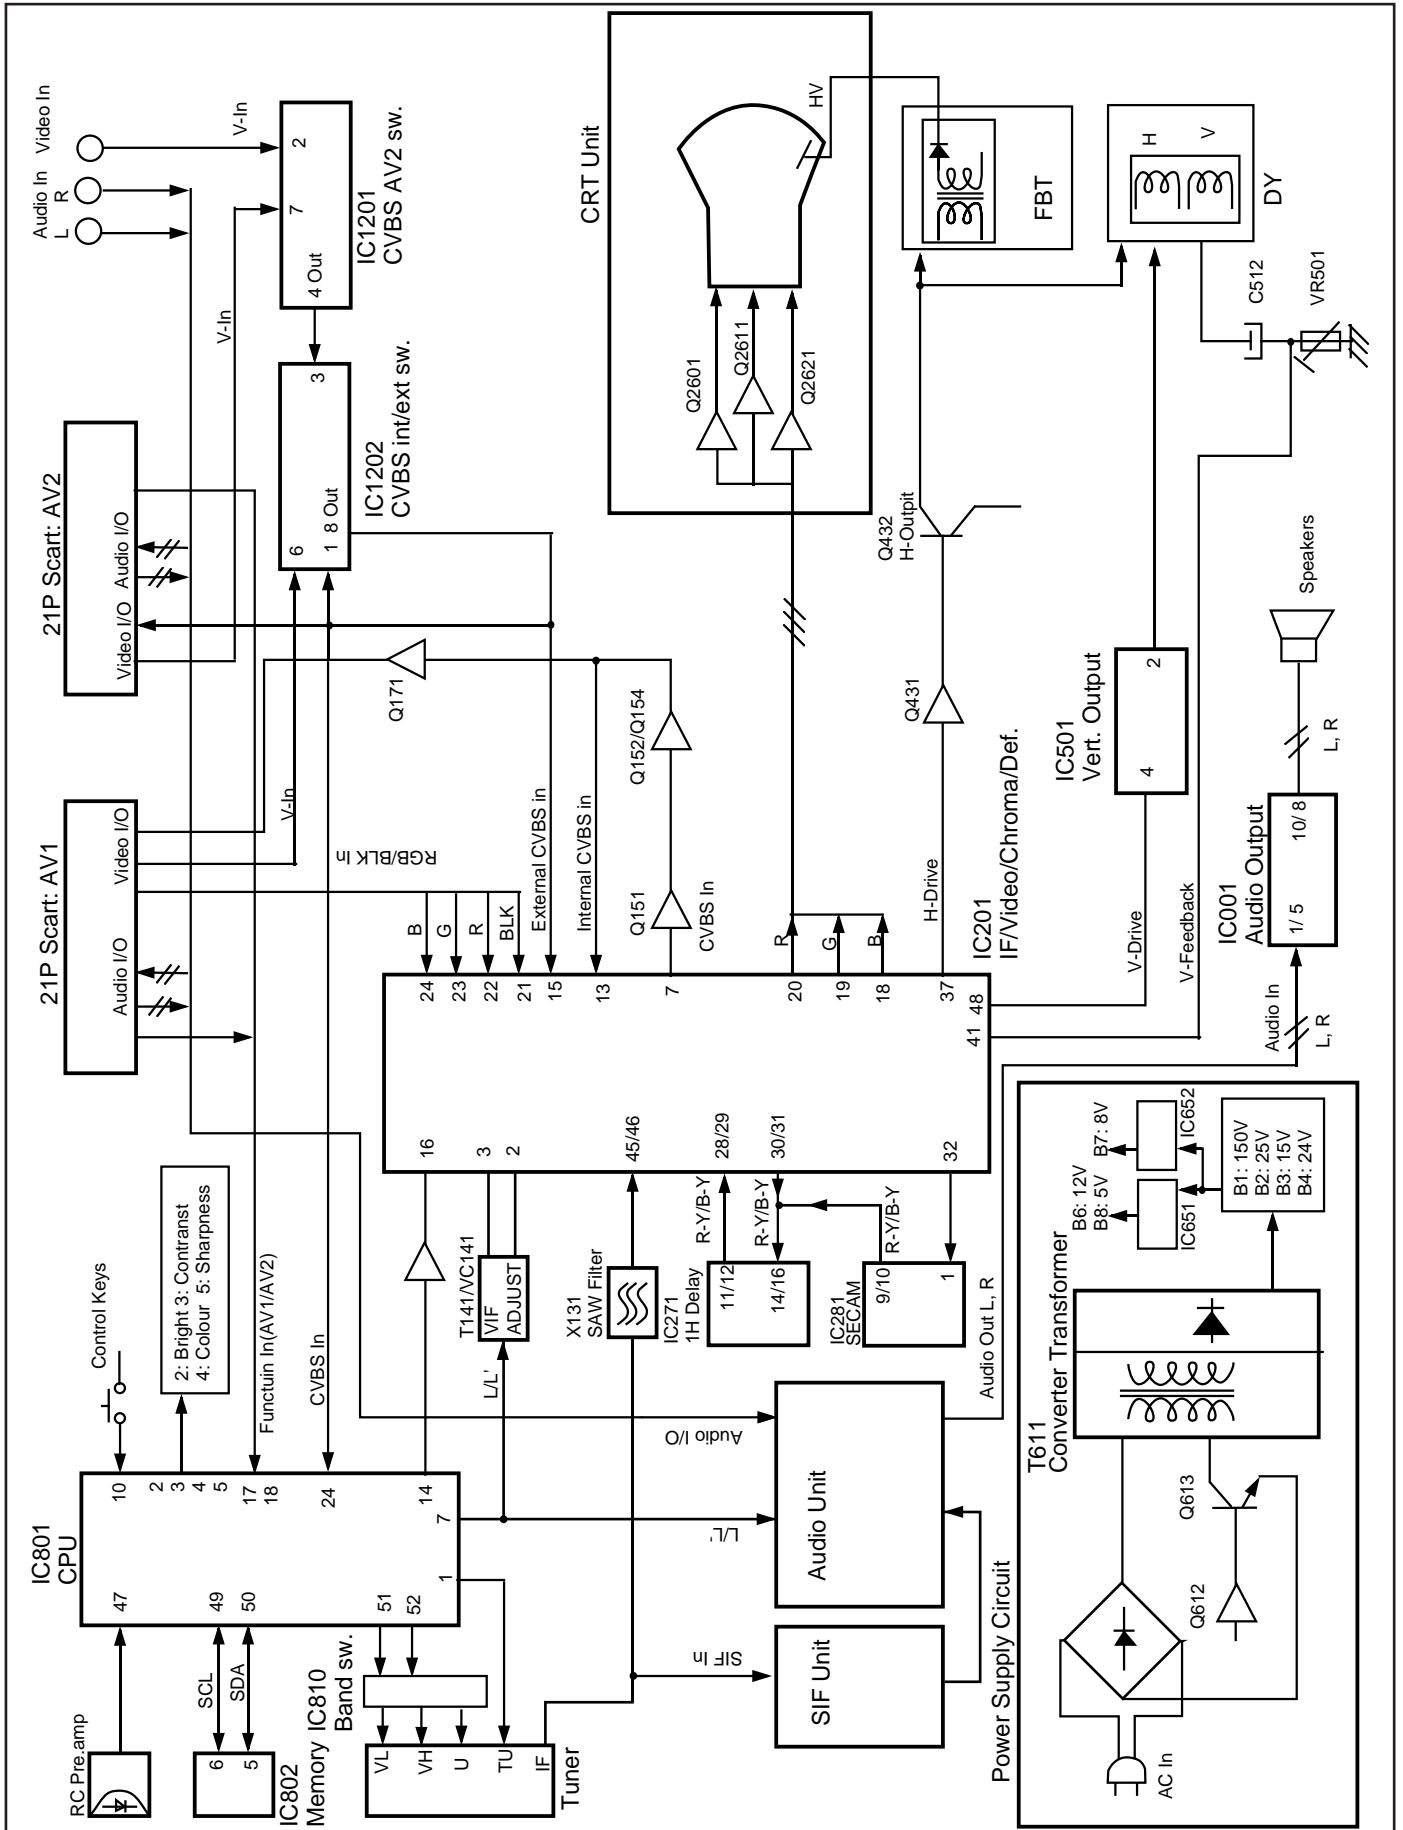 RC Pre.amp
47
IC801
CPU
10
Control Keys
2
3
4
5
2: Bright 3: Contranst
4: Colour 5: Sharpness
17
18
Functuin In(AV1/AV2)
24
CVBS In
14
7
1
49
50
51
52
SCL
SDA
6
5
IC802
Memory
IC810
Band sw.
VL
VH
U
TU
IF
Tuner
L/L'
T141/VC141
VIF
ADJUST
X131
SAW Filter
IC271
1H Delay
11/12
14/16
R-Y/B-Y
R-Y/B-Y
IC281
SECAM
9/10
1
R-Y/B-Y
L/L'
SIF In
Audio I/O
SIF Unit
Audio Unit
Audio Out L, R
21P Scart: AV1
Audio I/O
Video I/O
21P Scart: AV2
Video I/O
Audio I/O
Audio In
L
R
Video In
V-In
V-In
V-In
2
7
4 Out
IC1201
CVBS AV2 sw.
3
6
1
8 Out
IC1202
CVBS int/ext sw.
RGB/BLK In
B
G
R
BLK
External CVBS in
Internal CVBS in
Q171
Q152/Q154
Q151
CVBS In
16
3
2
45/46
28/29
30/31
32
24
23
22
21
15
13
7
20
19
18
37
48
41
R
G
B
IC201
IF/Video/Chroma/Def.
H-Drive
Q431
Q432
H-Outpit
V-Drive
V-Feedback
IC501
Vert. Output
4
2
CRT Unit
Q2601
Q2611
Q2621
HV
FBT
H
V
DY
C512
VR501
IC001
Audio Output
1/ 5
10/ 8
Audio In
L, R
L, R
Speakers
Power Supply Circuit
AC In
Q612
Q613
T611
Converter Transformer
B6: 12V
B8: 5V
B7: 8V
IC651
IC652
B1: 150V
B2: 25V
B3: 15V
B4: 24V